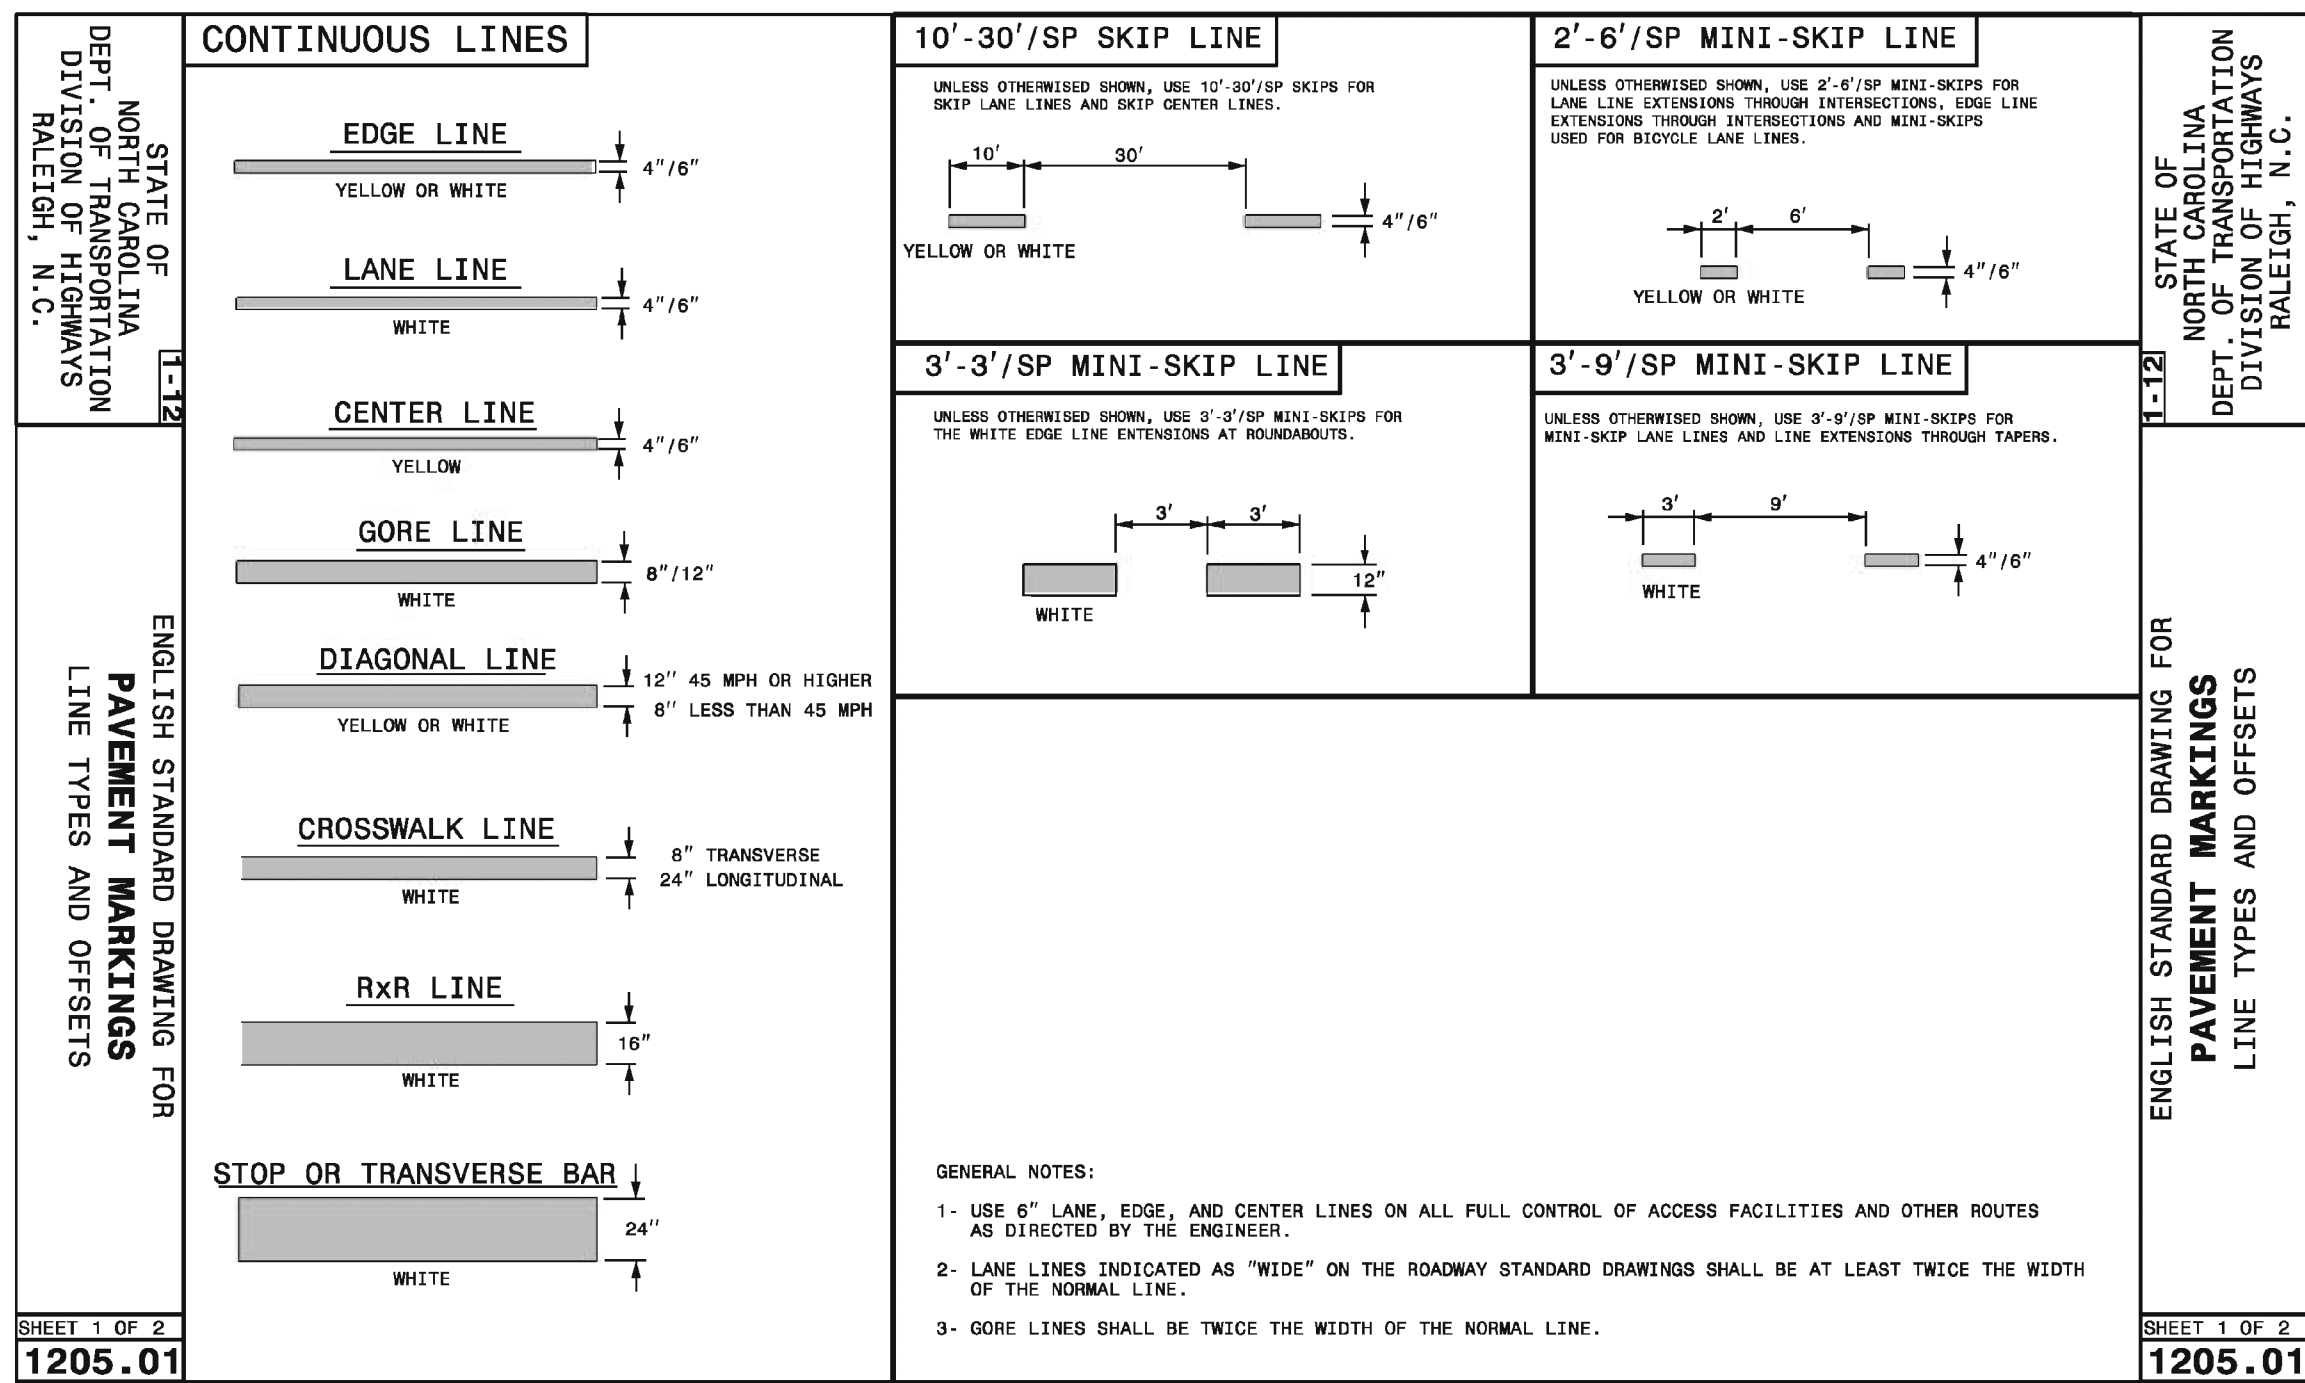 STATE OF
NORTH CAROLINA
DEPT. OF TRANSPORTATION
DIVISION OF HIGHWAYS
RALEIGH, N.C.
1-12
ENGLISH STANDARD DRAWING FOR
PAVEMENT MARKINGS
LINE TYPES AND OFFSETS
SHEET 1 OF 2
1205.01
CONTINUOUS LINES
EDGE LINE
4"/6"
YELLOW OR WHITE
LANE LINE
4"/6"
WHITE
CENTER LINE
4"/6"
YELLOW
GORE LINE
8"/12"
WHITE
DIAGONAL LINE
12" 45 MPH OR HIGHER
8" LESS THAN 45 MPH
YELLOW OR WHITE
CROSSWALK LINE
8" TRANSVERSE
24" LONGITUDINAL
WHITE
RxR LINE
16"
WHITE
STOP OR TRANSVERSE BAR
24"
WHITE
10'-30'/SP SKIP LINE
UNLESS OTHERWISED SHOWN, USE 10'-30'/SP SKIPS FOR
SKIP LANE LINES AND SKIP CENTER LINES.
10' 30'
4"/6"
YELLOW OR WHITE
2'-6'/SP MINI-SKIP LINE
UNLESS OTHERWISED SHOWN, USE 2'-6'/SP MINI-SKIPS FOR
LANE LINE EXTENSIONS THROUGH INTERSECTIONS, EDGE LINE
EXTENSIONS THROUGH INTERSECTIONS AND MINI-SKIPS
USED FOR BICYCLE LANE LINES.
2' 6'
4"/6"
YELLOW OR WHITE
3'-3'/SP MINI-SKIP LINE
UNLESS OTHERWISED SHOWN, USE 3'-3'/SP MINI-SKIPS FOR
THE WHITE EDGE LINE ENTENSIONS AT ROUNDABOUTS.
3' 3'
12"
WHITE
3'-9'/SP MINI-SKIP LINE
UNLESS OTHERWISED SHOWN, USE 3'-9'/SP MINI-SKIPS FOR
MINI-SKIP LANE LINES AND LINE EXTENSIONS THROUGH TAPERS.
3' 9'
4"/6"
WHITE
GENERAL NOTES:
1- USE 6" LANE, EDGE, AND CENTER LINES ON ALL FULL CONTROL OF ACCESS FACILITIES AND OTHER ROUTES
AS DIRECTED BY THE ENGINEER.
2- LANE LINES INDICATED AS "WIDE" ON THE ROADWAY STANDARD DRAWINGS SHALL BE AT LEAST TWICE THE WIDTH
OF THE NORMAL LINE.
3- GORE LINES SHALL BE TWICE THE WIDTH OF THE NORMAL LINE.
STATE OF
NORTH CAROLINA
DEPT. OF TRANSPORTATION
DIVISION OF HIGHWAYS
RALEIGH, N.C.
1-12
ENGLISH STANDARD DRAWING FOR
PAVEMENT MARKINGS
LINE TYPES AND OFFSETS
SHEET 1 OF 2
1205.01